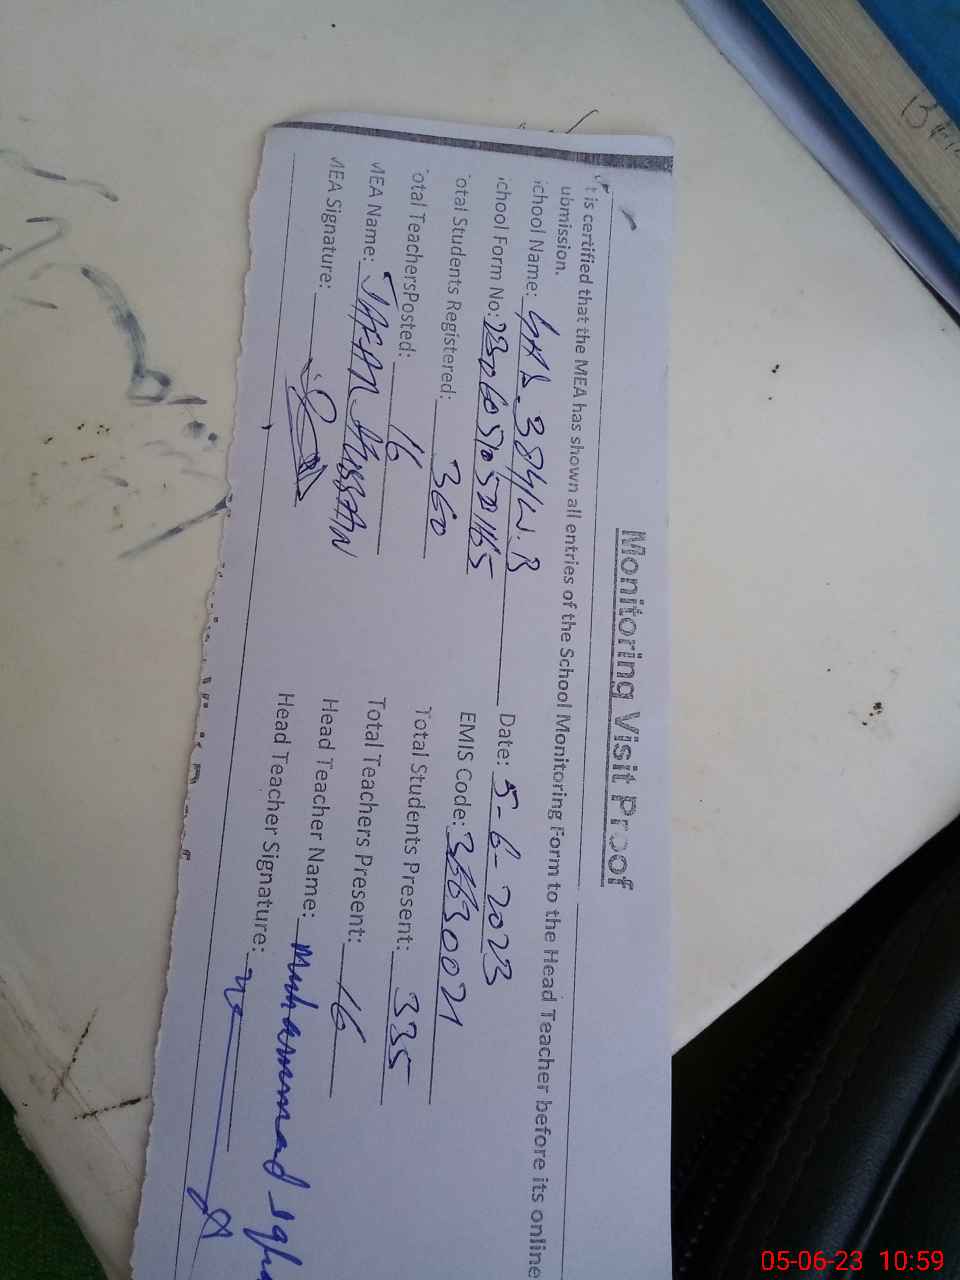 Monitoring Visit Proof
t is certified that the MEA has shown all entries of the School Monitoring Form to the Head Teacher before its online
ubmission.
chool Name: 384/W.B Date: 5-6-2023
chool Form No: EMIS Code:
otal Students Registered: 360 Total Students Present: 335
otal TeachersPosted: 16 Total Teachers Present: 16
MEA Name: Head Teacher Name: Muhammad
MEA Signature: Head Teacher Signature:
05-06-23 10:59